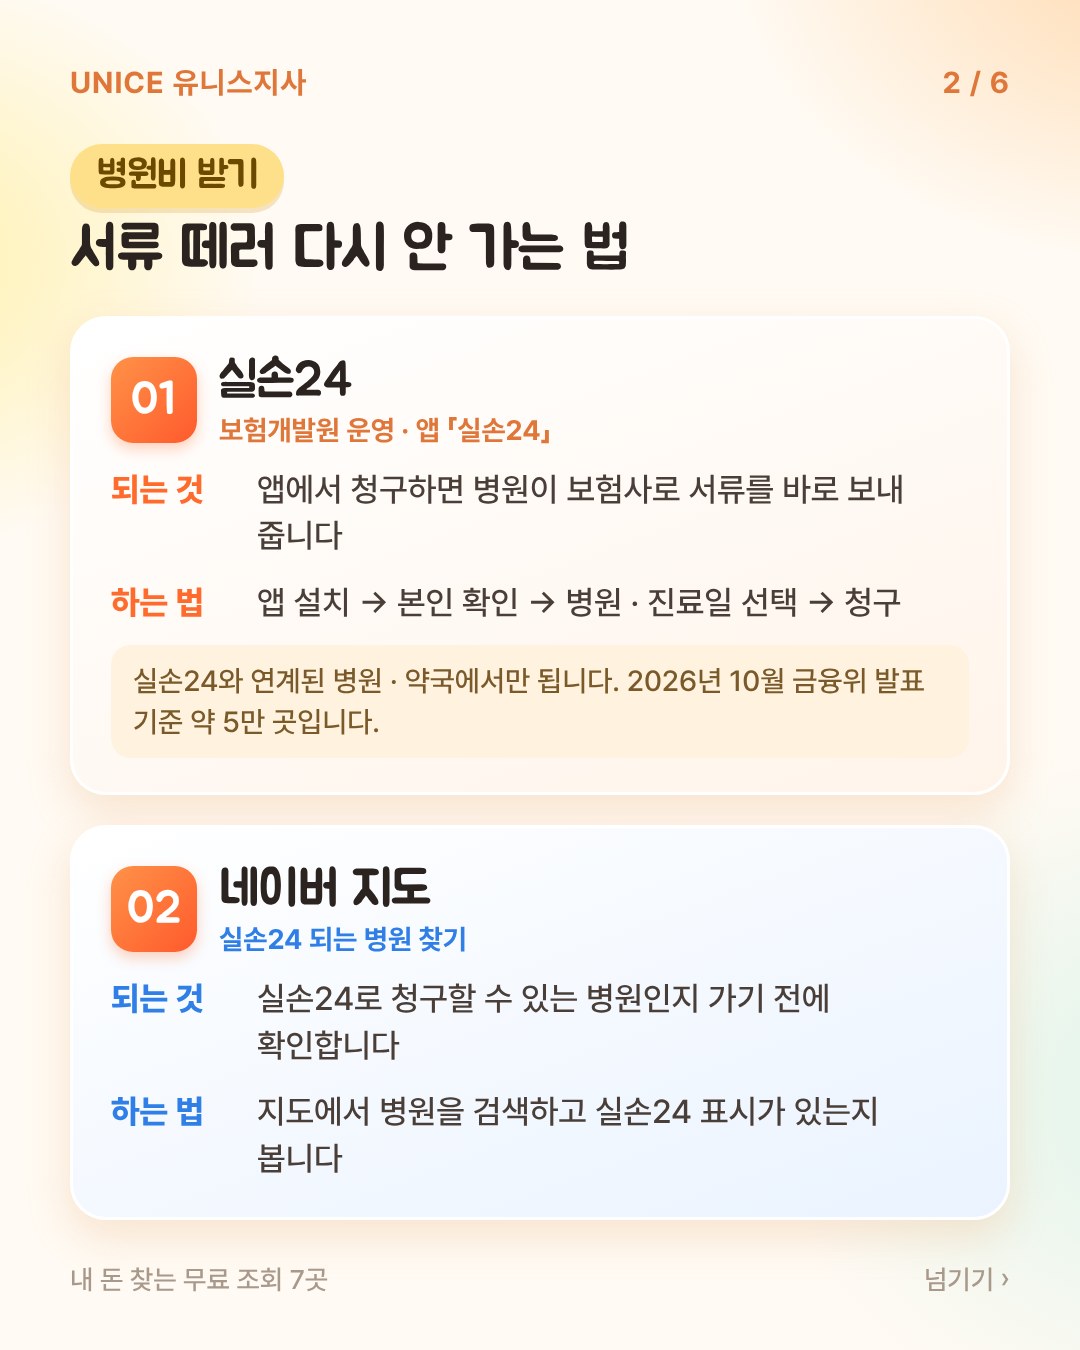 UNICE 유니스지사
2 / 6
병원비 받기
서류 떼러 다시 안 가는 법
01
실손24
보험개발원 운영 · 앱 「실손24」
되는 것
앱에서 청구하면 병원이 보험사로 서류를 바로 보내
줍니다
하는 법
앱 설치 → 본인 확인 → 병원 · 진료일 선택 → 청구
실손24와 연계된 병원 · 약국에서만 됩니다. 2026년 10월 금융위 발표
기준 약 5만 곳입니다.
02
네이버 지도
실손24 되는 병원 찾기
되는 것
실손24로 청구할 수 있는 병원인지 가기 전에
확인합니다
하는 법
지도에서 병원을 검색하고 실손24 표시가 있는지
봅니다
내 돈 찾는 무료 조회 7곳
넘기기 ›